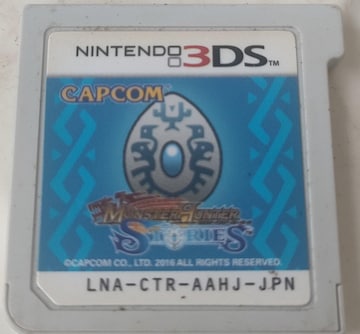 NINTENDO 3DS™
CAPCOM
MONSTER HUNTER
STORIES
©CAPCOM CO., LTD. 2016 ALL RIGHTS RESERVED.
LNA-CTR-AAHJ-JPN